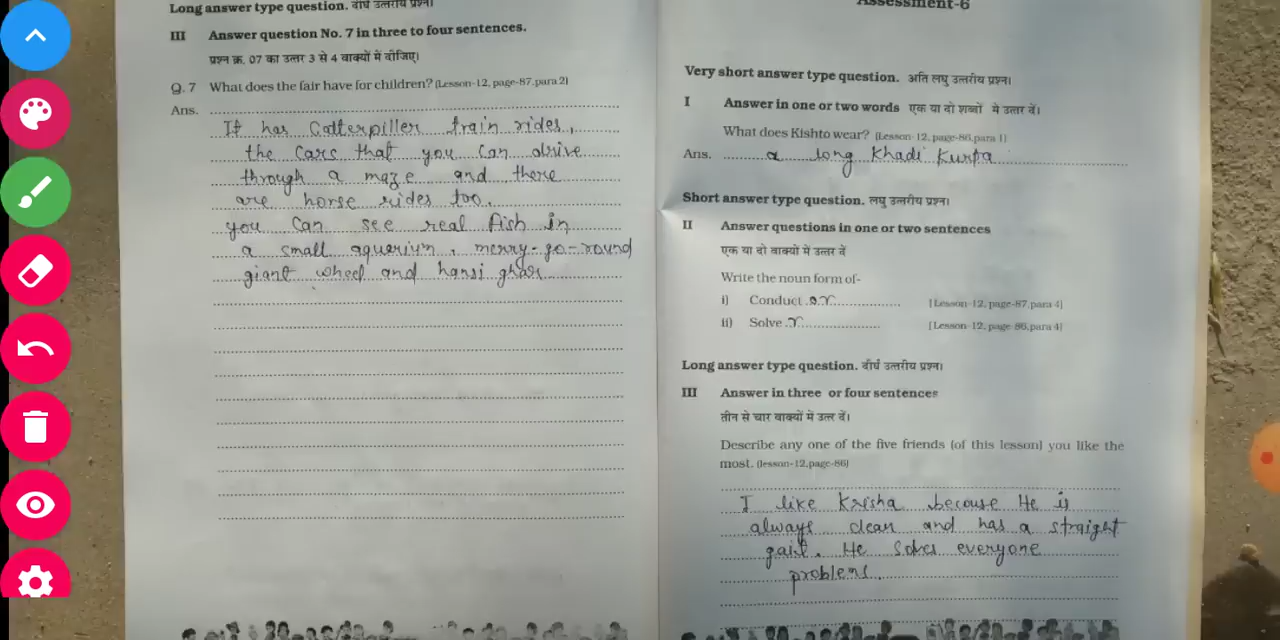 Long answer type question. दीर्घ उत्तरीय प्रश्न।
III Answer question No. 7 in three to four sentences.
प्रश्न क्र. 07 का उत्तर 3 से 4 वाक्यों में दीजिए।
Q.7 What does the fair have for children? (Lesson-12, page-87,para 2)
Ans.
It has Catterpiller train rides,
the Cars that you can drive
through a maze and there
are horse rides too.
you Can see real fish in
a small aquarium, merry-go-round
giant wheel and hansi ghar
Assessment-6
Very short answer type question. अति लघु उत्तरीय प्रश्न।
I Answer in one or two words एक या दो शब्दों में उत्तर दें।
What does Kishto wear? [Lesson-12, page-86,para 1]
Ans. a long Khadi Kurta
Short answer type question. लघु उत्तरीय प्रश्न।
II Answer questions in one or two sentences
एक या दो वाक्यों में उत्तर दें
Write the noun form of-
i) Conduct or [Lesson-12, page-87,para 4]
ii) Solve r [Lesson-12, page 86,para 4]
Long answer type question. दीर्घ उत्तरीय प्रश्न।
III Answer in three or four sentences
तीन से चार वाक्यों में उत्तर दें।
Describe any one of the five friends (of this lesson) you like the
most. (lesson-12,page-86)
I like Krisha because He is
always clean and has a straight
gait. He solves everyone
problems.